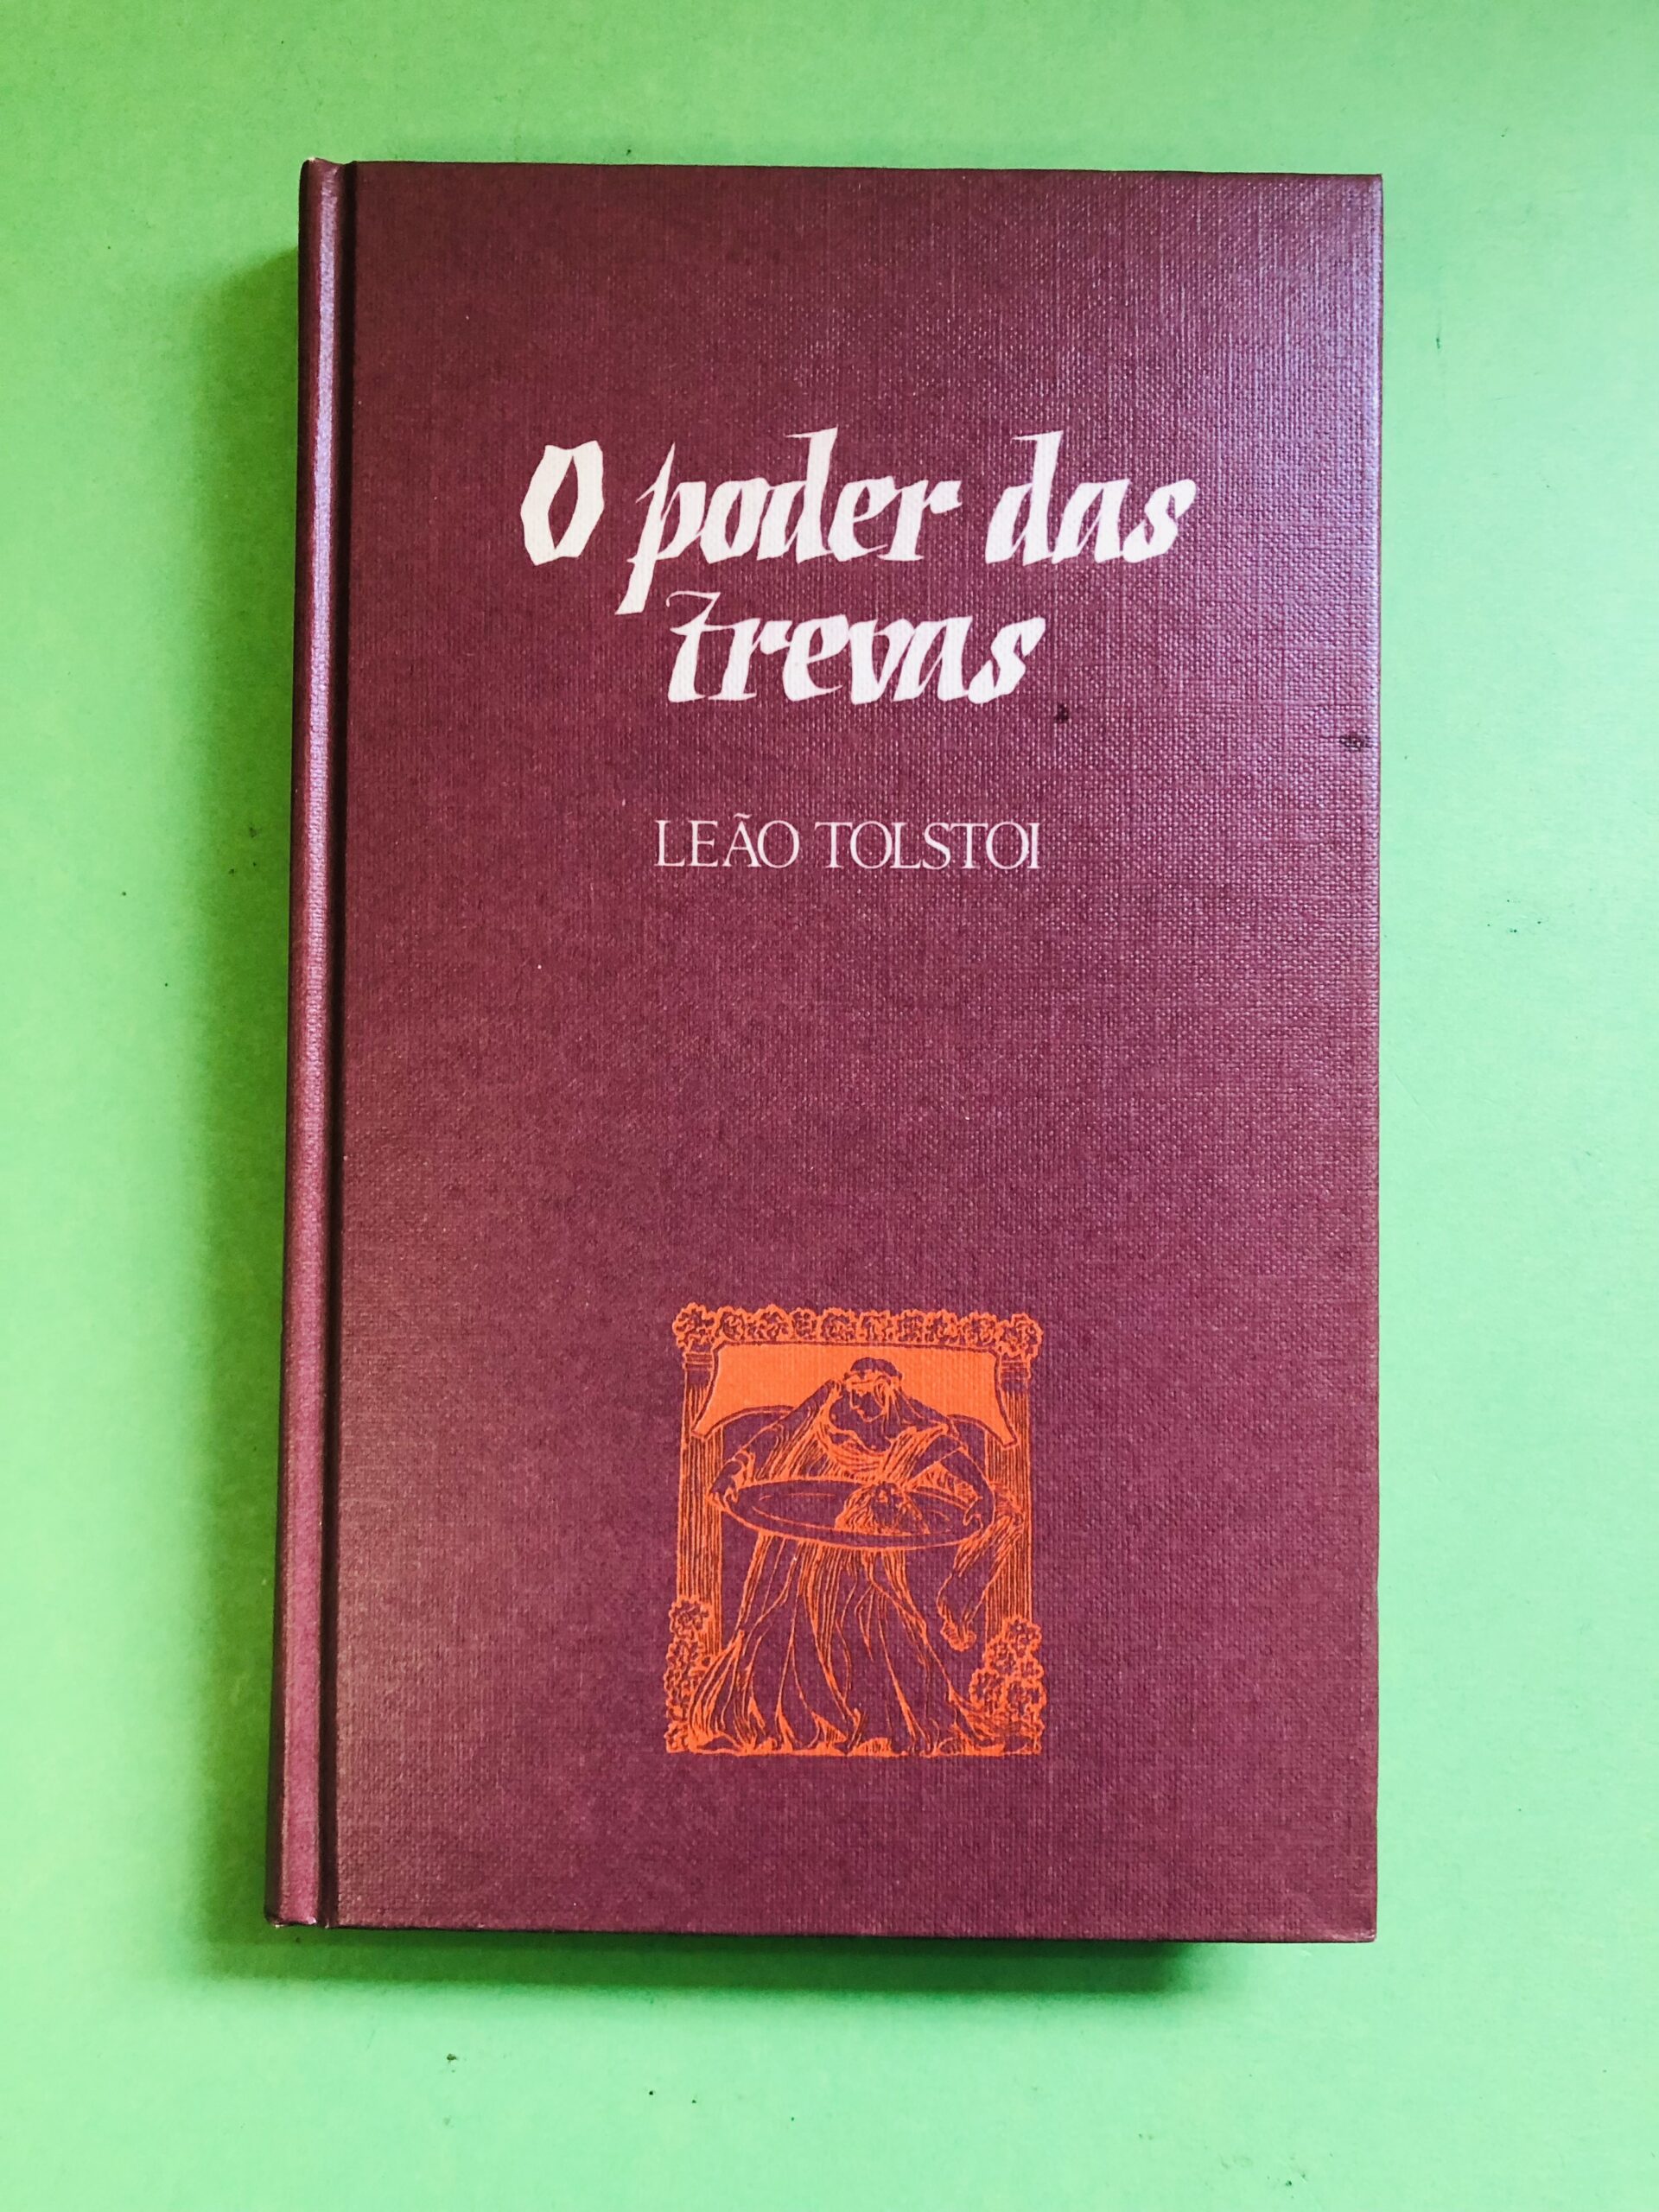 O poder das
trevas
LEÃO TOLSTOI